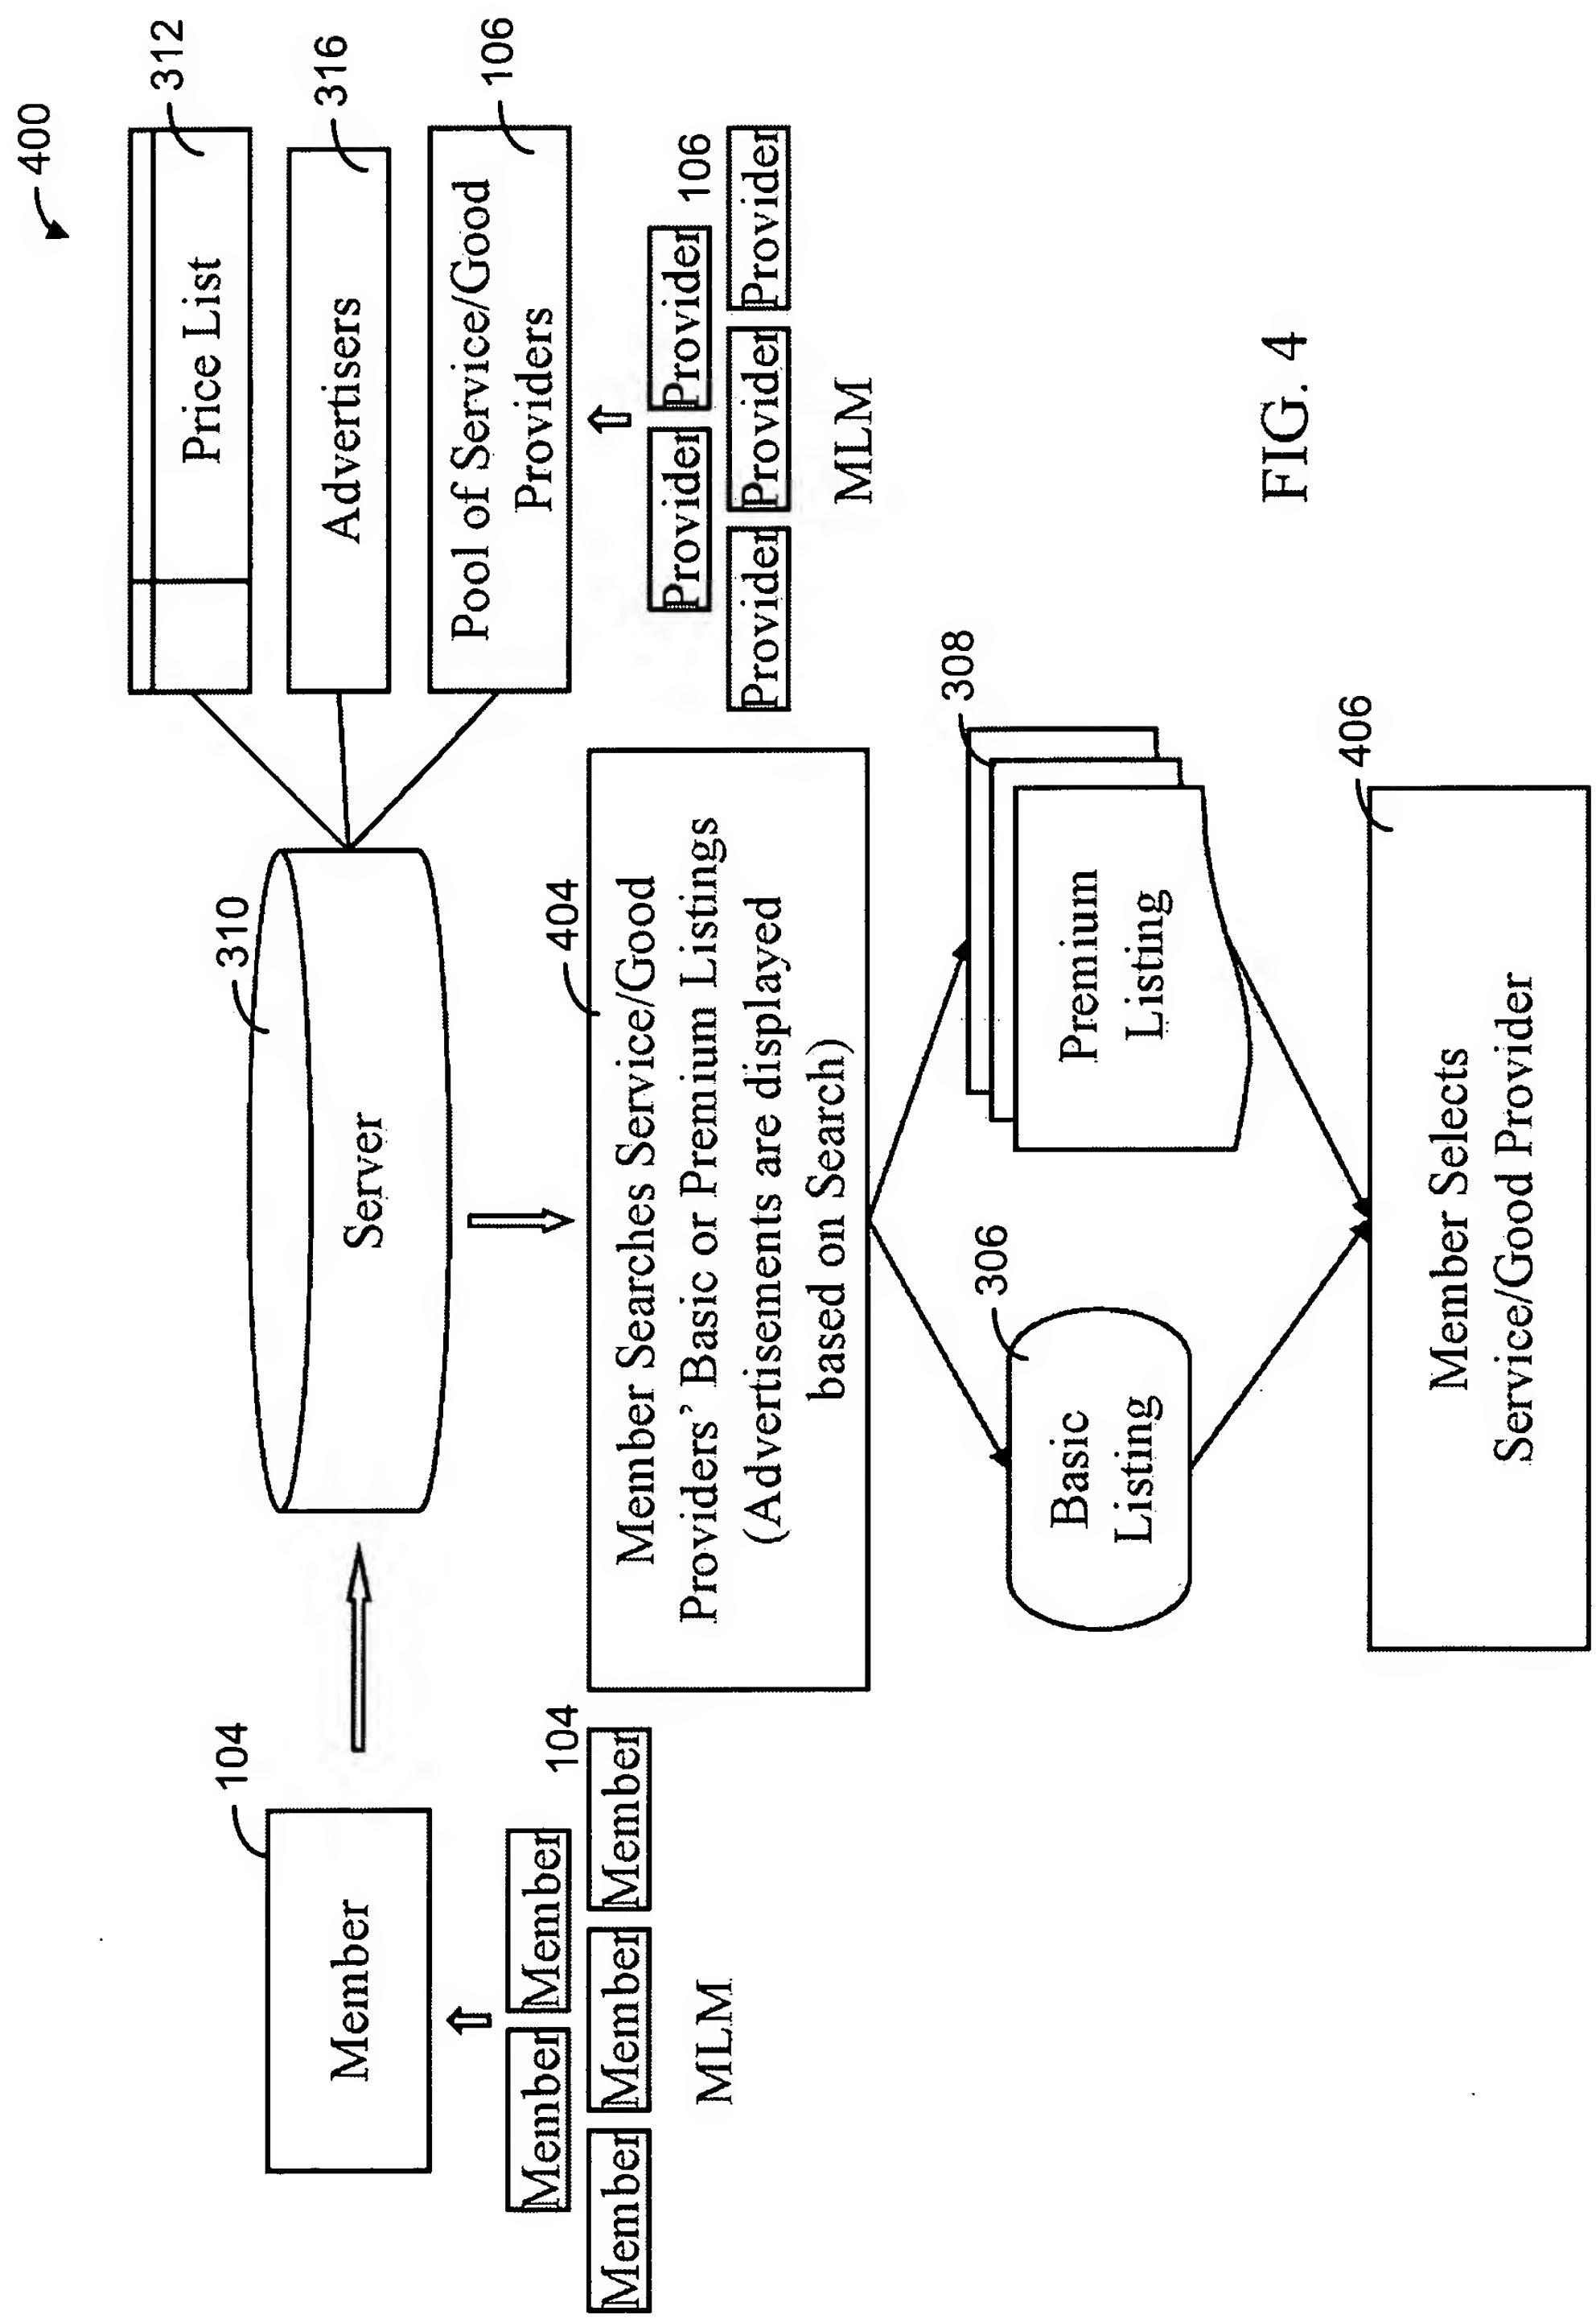 400
312
Price List
316
Advertisers
106
Pool of Service/Good
Providers
106
Provider Provider
Provider Provider Provider
MLM
310
Server
104
Member
104
Member Member
Member Member Member
MLM
404
Member Searches Service/Good
Providers’ Basic or Premium Listings
(Advertisements are displayed
based on Search)
306
Basic
Listing
308
Premium
Listing
406
Member Selects
Service/Good Provider
FIG. 4